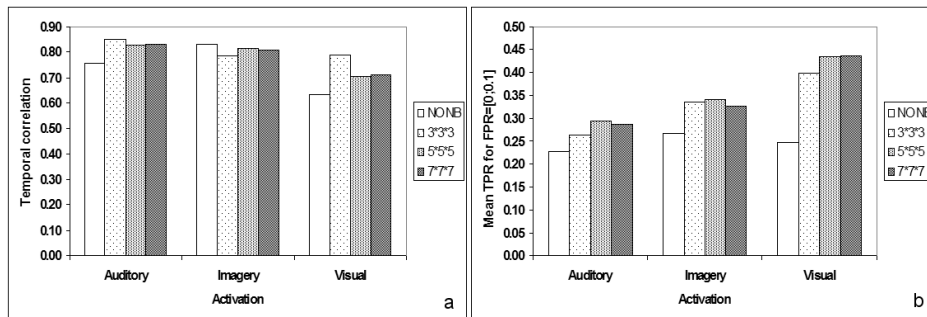 0.90
0.80
0.70
0.60
0.50
0.40
0.30
0.20
0.10
0.00
Temporal correlation
Auditory Imagery Visual
Activation
NONB
3*3*3
5*5*5
7*7*7
a
0.50
0.45
0.40
0.35
0.30
0.25
0.20
0.15
0.10
0.05
0.00
Mean TPR for FPR=[0;0.1]
Auditory Imagery Visual
Activation
NONB
3*3*3
5*5*5
7*7*7
b